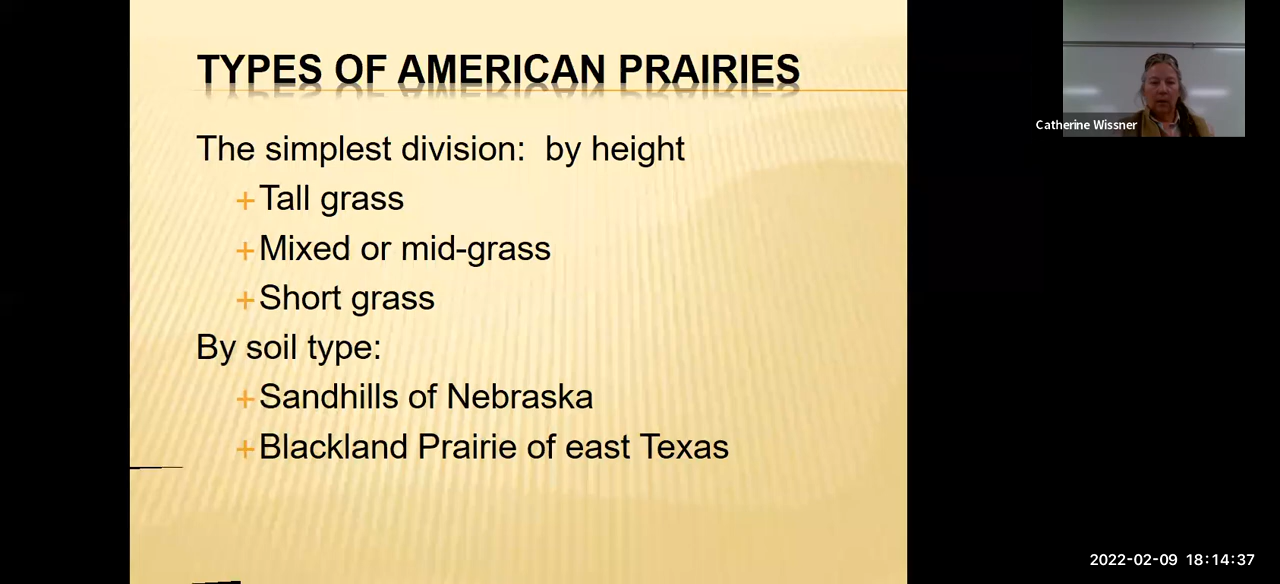 TYPES OF AMERICAN PRAIRIES
The simplest division: by height
+Tall grass
+Mixed or mid-grass
+Short grass
By soil type:
+Sandhills of Nebraska
+Blackland Prairie of east Texas
Catherine Wissner
2022-02-09 18:14:37